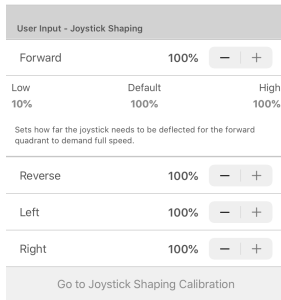 User Input - Joystick Shaping
Forward 100% − +
Low Default High
10% 100% 100%
Sets how far the joystick needs to be deflected for the forward
quadrant to demand full speed.
Reverse 100% − +
Left 100% − +
Right 100% − +
Go to Joystick Shaping Calibration